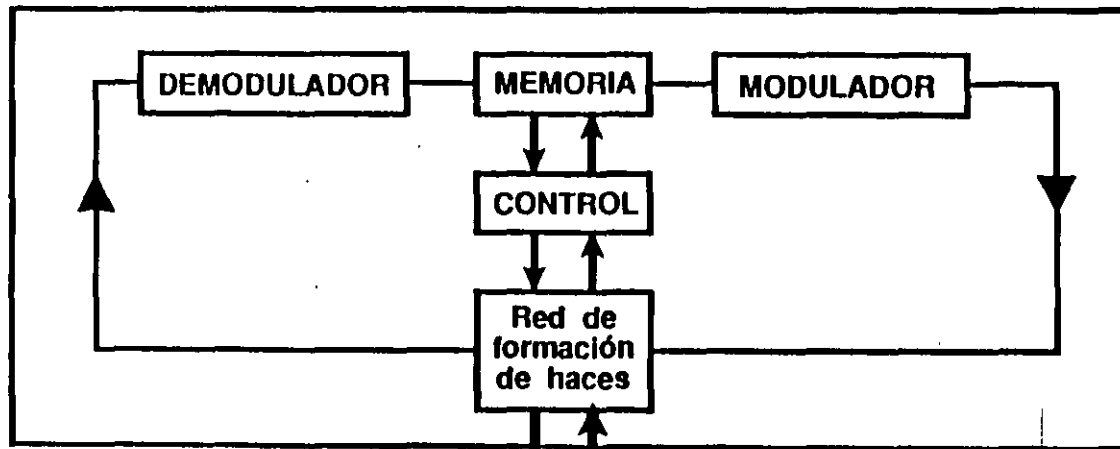 DEMODULADOR
MEMORIA
MODULADOR
CONTROL
Red de
formación
de haces